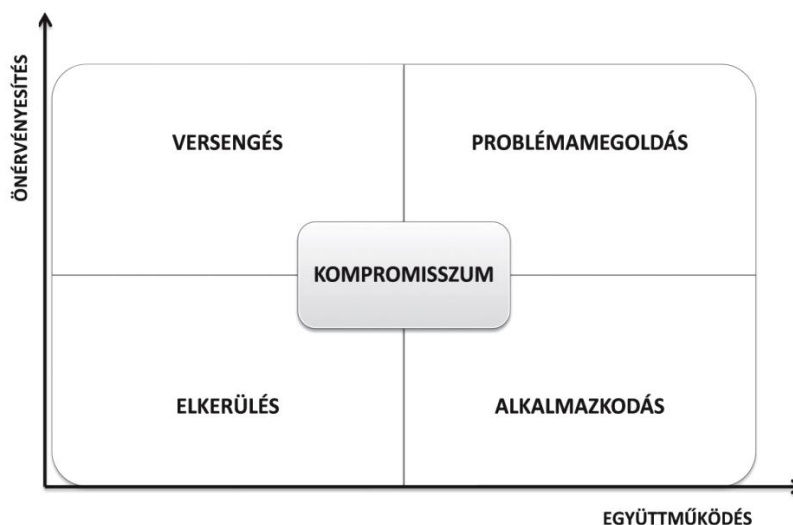 ÖNÉRVÉNYESÍTÉS
VERSENGÉS
PROBLÉMAMEGOLDÁS
KOMPROMISSZUM
ELKERÜLÉS
ALKALMAZKODÁS
EGYÜTTMŰKÖDÉS